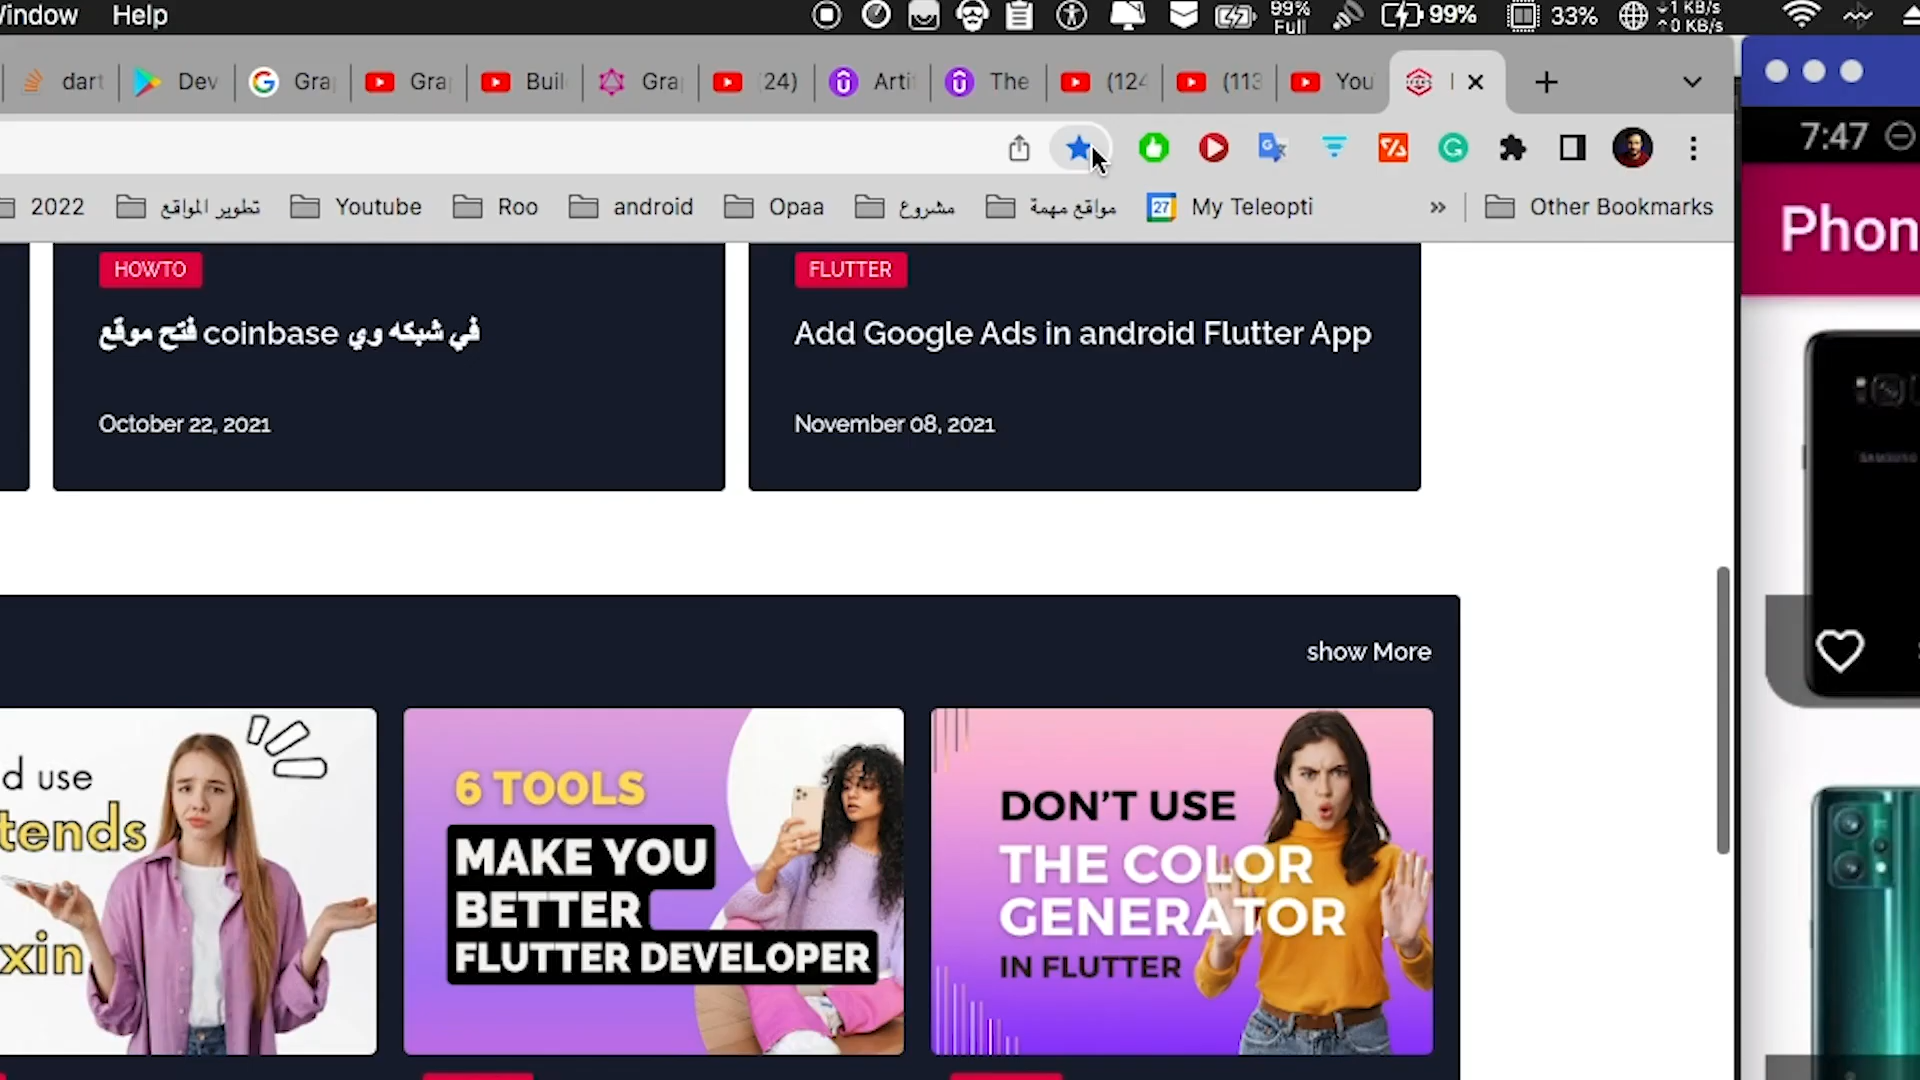 Window Help 99% Full 99% 33% 1 KB/s 0 KB/s
dart Dev Gra Gra Buil Gra (24) Arti The (124 (113 You
7:47
2022 تطوير المواقع Youtube Roo android Opaa مشروع مواقع مهمة 27 My Teleopti » Other Bookmarks
Phon
HOWTO
فتح موقع coinbase في شبكه وي
October 22, 2021
FLUTTER
Add Google Ads in android Flutter App
November 08, 2021
SAMSUNG
show More
d use
tends
xin
6 TOOLS
MAKE YOU
BETTER
FLUTTER DEVELOPER
DON'T USE
THE COLOR
GENERATOR
IN FLUTTER